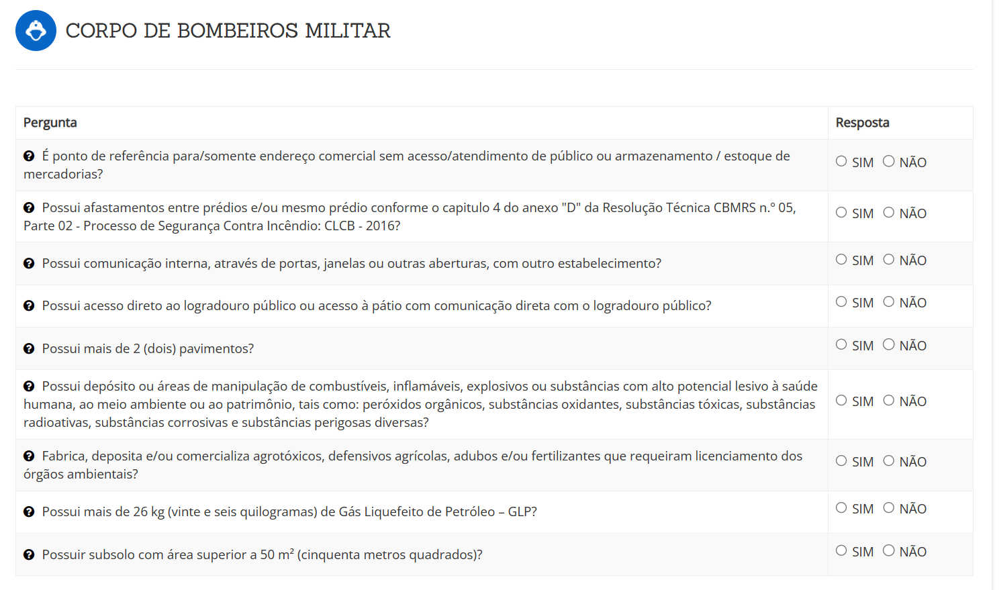 CORPO DE BOMBEIROS MILITAR
Pergunta Resposta
É ponto de referência para/somente endereço comercial sem acesso/atendimento de público ou armazenamento / estoque de
mercadorias?
SIM NÃO
Possui afastamentos entre prédios e/ou mesmo prédio conforme o capitulo 4 do anexo "D" da Resolução Técnica CBMRS n.º 05,
Parte 02 - Processo de Segurança Contra Incêndio: CLCB - 2016?
SIM NÃO
Possui comunicação interna, através de portas, janelas ou outras aberturas, com outro estabelecimento?
SIM NÃO
Possui acesso direto ao logradouro público ou acesso à pátio com comunicação direta com o logradouro público?
SIM NÃO
Possui mais de 2 (dois) pavimentos?
SIM NÃO
Possui depósito ou áreas de manipulação de combustíveis, inflamáveis, explosivos ou substâncias com alto potencial lesivo à saúde
humana, ao meio ambiente ou ao patrimônio, tais como: peróxidos orgânicos, substâncias oxidantes, substâncias tóxicas, substâncias
radioativas, substâncias corrosivas e substâncias perigosas diversas?
SIM NÃO
Fabrica, deposita e/ou comercializa agrotóxicos, defensivos agrícolas, adubos e/ou fertilizantes que requeiram licenciamento dos
órgãos ambientais?
SIM NÃO
Possui mais de 26 kg (vinte e seis quilogramas) de Gás Liquefeito de Petróleo – GLP?
SIM NÃO
Possuir subsolo com área superior a 50 m² (cinquenta metros quadrados)?
SIM NÃO